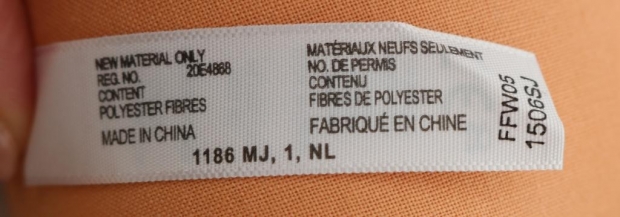 NEW MATERIAL ONLY
REG. NO. 20E4868
CONTENT
POLYESTER FIBRES
MADE IN CHINA
MATÉRIAUX NEUFS SEULEMENT
NO. DE PERMIS
CONTENU
FIBRES DE POLYESTER
FABRIQUÉ EN CHINE
1186 MJ, 1, NL
FFW05
1506SJ